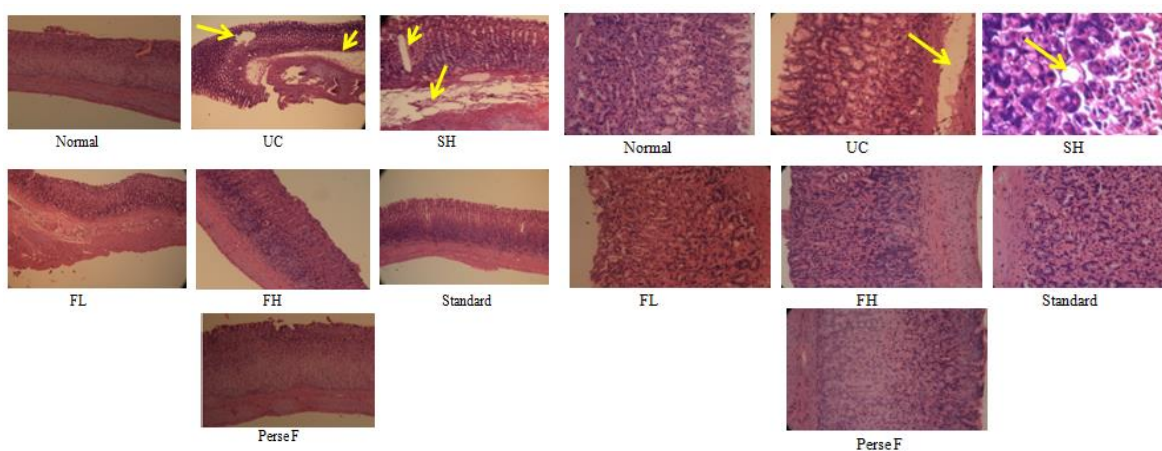 Normal UC SH Normal UC SH
FL FH Standard FL FH Standard
Perse F Perse F